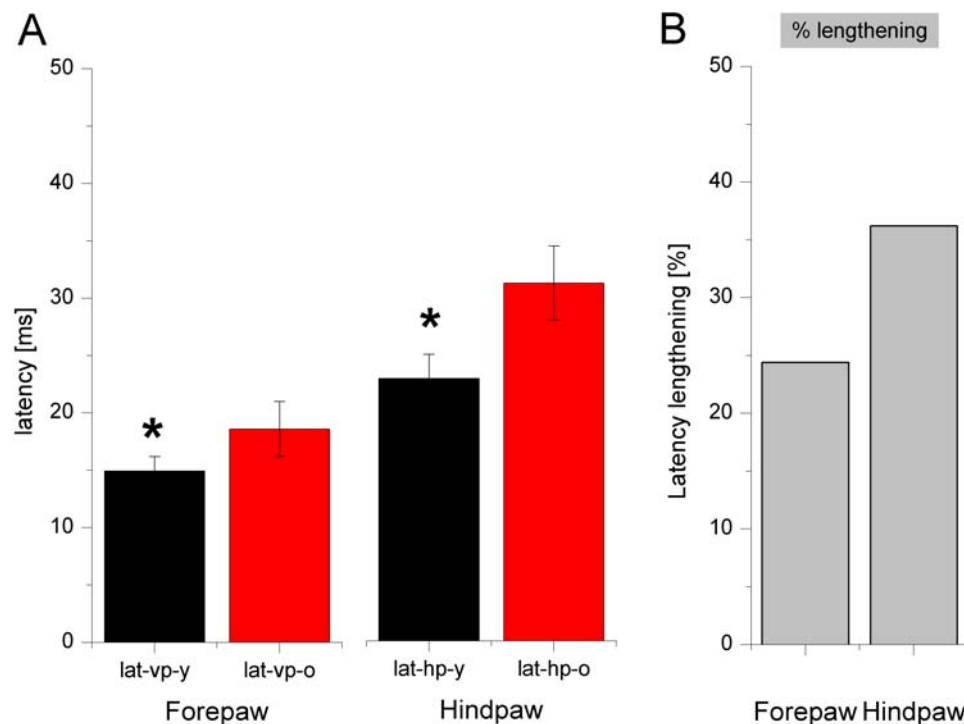 A
50
40
30
20
10
0
latency [ms]
*
*
lat-vp-y
lat-vp-o
lat-hp-y
lat-hp-o
Forepaw
Hindpaw
B
% lengthening
50
40
30
20
10
0
Latency lengthening [%]
Forepaw
Hindpaw